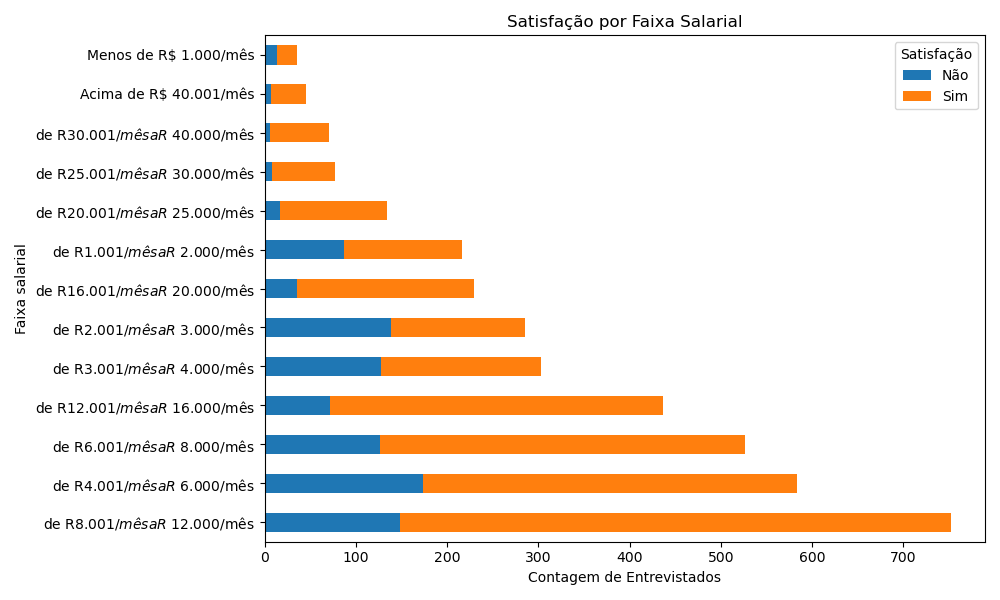 Satisfação por Faixa Salarial
Satisfação
Não
Sim
Faixa salarial
Menos de R$ 1.000/mês
Acima de R$ 40.001/mês
de R30.001/mêsaR 40.000/mês
de R25.001/mêsaR 30.000/mês
de R20.001/mêsaR 25.000/mês
de R1.001/mêsaR 2.000/mês
de R16.001/mêsaR 20.000/mês
de R2.001/mêsaR 3.000/mês
de R3.001/mêsaR 4.000/mês
de R12.001/mêsaR 16.000/mês
de R6.001/mêsaR 8.000/mês
de R4.001/mêsaR 6.000/mês
de R8.001/mêsaR 12.000/mês
0 100 200 300 400 500 600 700
Contagem de Entrevistados